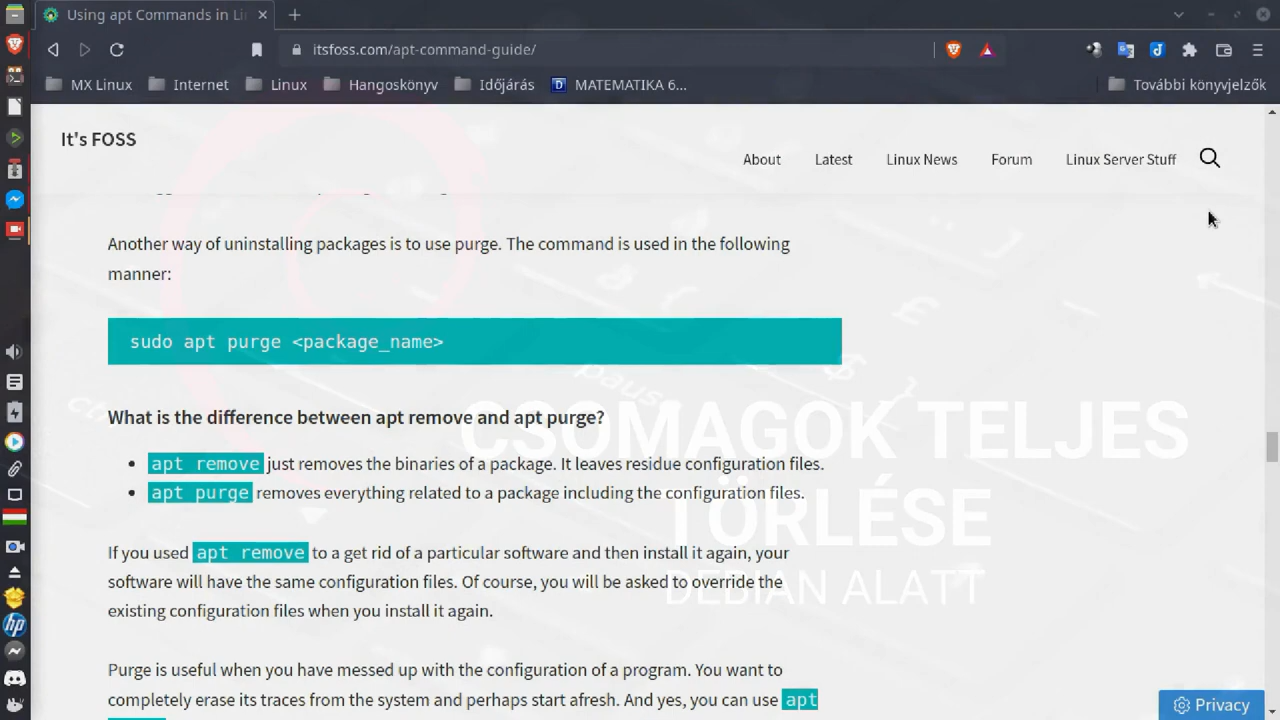 Using apt Commands in Li
itsfoss.com/apt-command-guide/
MX Linux
Internet
Linux
Hangoskönyv
Időjárás
MATEMATIKA 6...
További könyvjelzők
It's FOSS
About
Latest
Linux News
Forum
Linux Server Stuff
Another way of uninstalling packages is to use purge. The command is used in the following
manner:
sudo apt purge <package_name>
What is the difference between apt remove and apt purge?
apt remove just removes the binaries of a package. It leaves residue configuration files.
apt purge removes everything related to a package including the configuration files.
CSOMAGOK TELJES
TÖRLÉSE
DEBIAN ALATT
If you used apt remove to a get rid of a particular software and then install it again, your
software will have the same configuration files. Of course, you will be asked to override the
existing configuration files when you install it again.
Purge is useful when you have messed up with the configuration of a program. You want to
completely erase its traces from the system and perhaps start afresh. And yes, you can use apt
Privacy
hp
pause